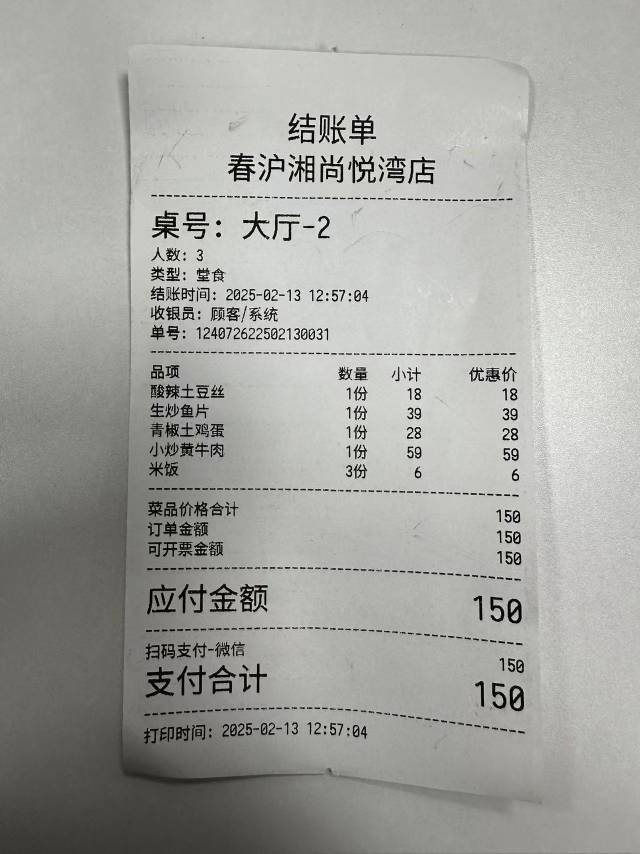 结账单
春沪湘尚悦湾店
桌号：大厅-2
人数：3
类型：堂食
结账时间：2025-02-13 12:57:04
收银员：顾客/系统
单号：124072622502130031
品项 数量 小计 优惠价
酸辣土豆丝 1份 18 18
生炒鱼片 1份 39 39
青椒土鸡蛋 1份 28 28
小炒黄牛肉 1份 59 59
米饭 3份 6 6
菜品价格合计 150
订单金额 150
可开票金额 150
应付金额 150
扫码支付-微信 150
支付合计 150
打印时间：2025-02-13 12:57:04